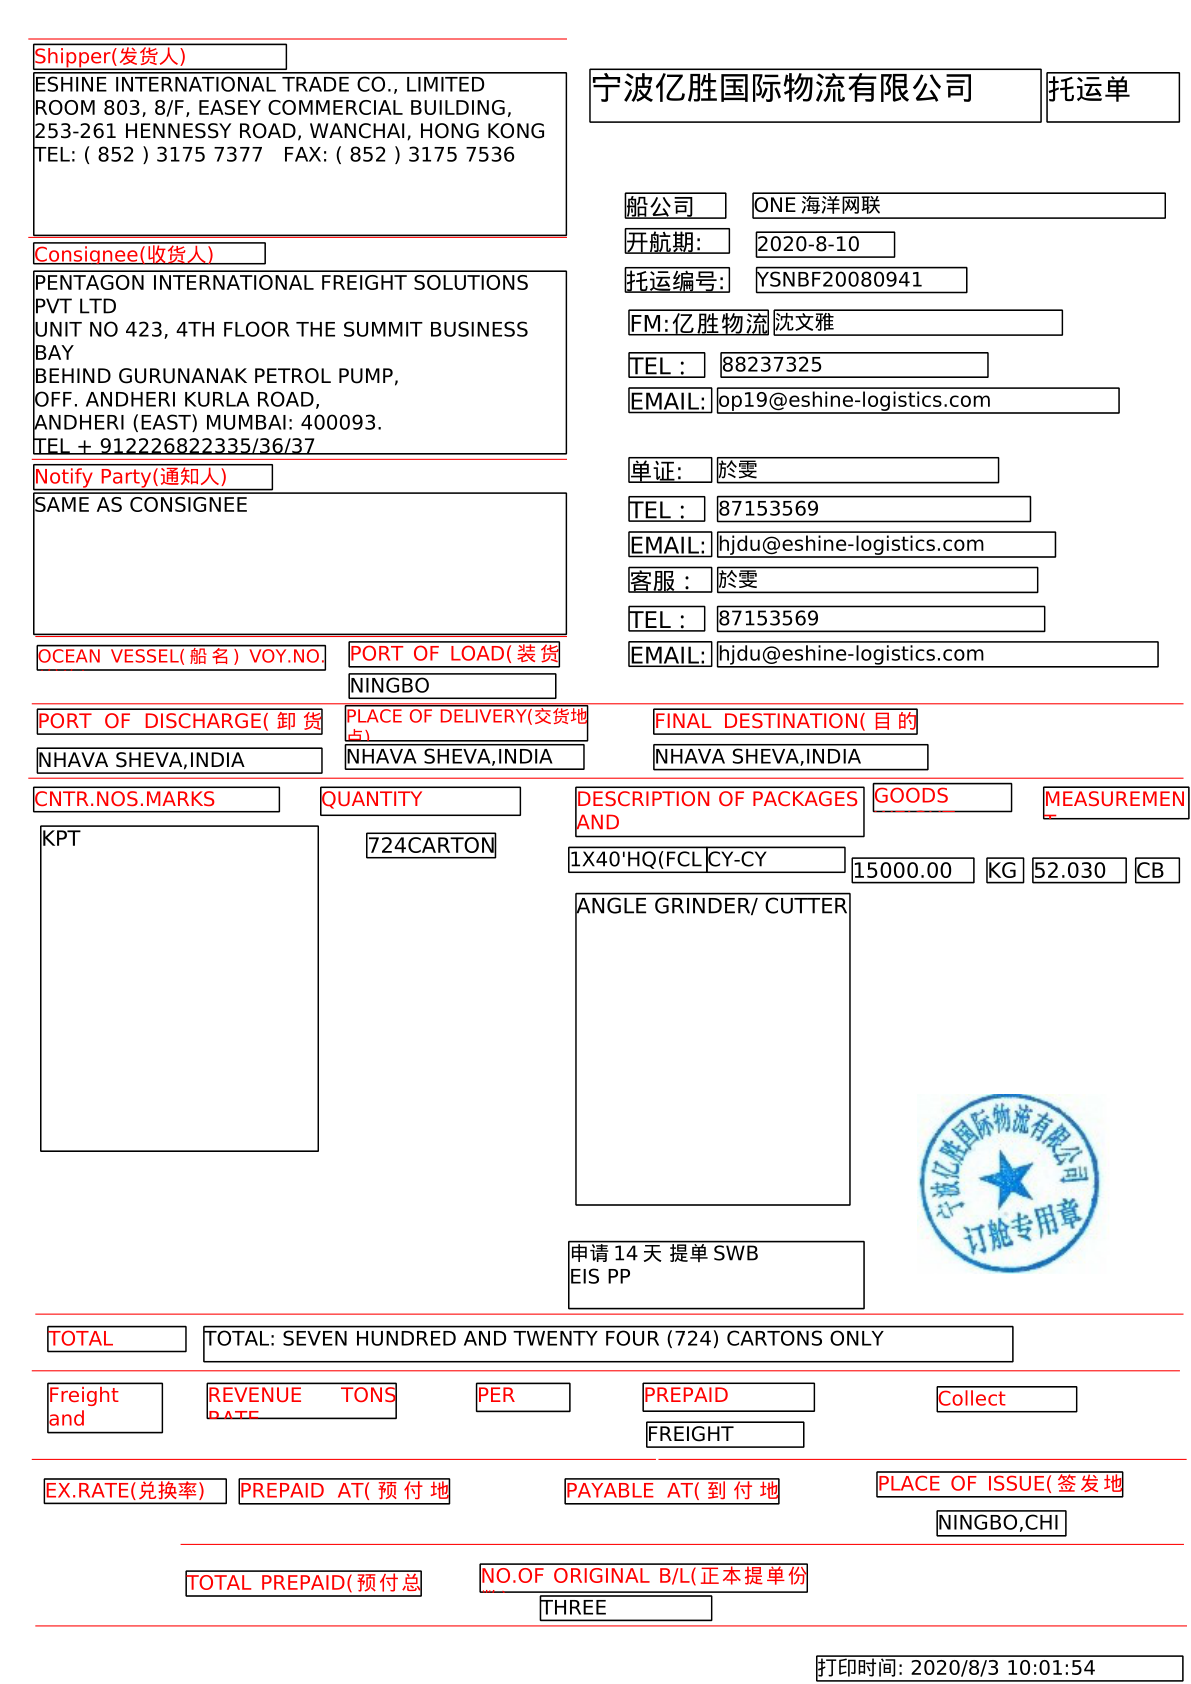 Shipper(发货人)
ESHINE INTERNATIONAL TRADE CO., LIMITED
ROOM 803, 8/F, EASEY COMMERCIAL BUILDING,
253-261 HENNESSY ROAD, WANCHAI, HONG KONG
TEL: ( 852 ) 3175 7377   FAX: ( 852 ) 3175 7536
宁波亿胜国际物流有限公司 托运单
船公司 ONE 海洋网联
开航期: 2020-8-10
托运编号: YSNBF20080941
FM:亿胜物流 沈文雅
TEL： 88237325
EMAIL: op19@eshine-logistics.com
Consignee(收货人)
PENTAGON INTERNATIONAL FREIGHT SOLUTIONS
PVT LTD
UNIT NO 423, 4TH FLOOR THE SUMMIT BUSINESS
BAY
BEHIND GURUNANAK PETROL PUMP,
OFF. ANDHERI KURLA ROAD,
ANDHERI (EAST) MUMBAI: 400093.
TEL + 912226822335/36/37
单证: 於雯
TEL： 87153569
EMAIL: hjdu@eshine-logistics.com
客服： 於雯
TEL： 87153569
EMAIL: hjdu@eshine-logistics.com
Notify Party(通知人)
SAME AS CONSIGNEE
OCEAN VESSEL(船名) VOY.NO. PORT OF LOAD(装货
NINGBO
PORT OF DISCHARGE(卸货 PLACE OF DELIVERY(交货地 FINAL DESTINATION(目的
点)
NHAVA SHEVA,INDIA NHAVA SHEVA,INDIA NHAVA SHEVA,INDIA
CNTR.NOS.MARKS QUANTITY DESCRIPTION OF PACKAGES GOODS MEASUREMEN
AND T
KPT 724CARTON 1X40'HQ(FCL CY-CY 15000.00 KG 52.030 CB
ANGLE GRINDER/ CUTTER
宁波亿胜国际物流有限公司
订舱专用章
申请 14 天 提单 SWB
EIS PP
TOTAL TOTAL: SEVEN HUNDRED AND TWENTY FOUR (724) CARTONS ONLY
Freight REVENUE TONS PER PREPAID Collect
and RATE
FREIGHT
EX.RATE(兑换率) PREPAID AT(预付地 PAYABLE AT(到付地 PLACE OF ISSUE(签发地
NINGBO,CHI
TOTAL PREPAID(预付总 NO.OF ORIGINAL B/L(正本提单份
THREE
打印时间: 2020/8/3 10:01:54